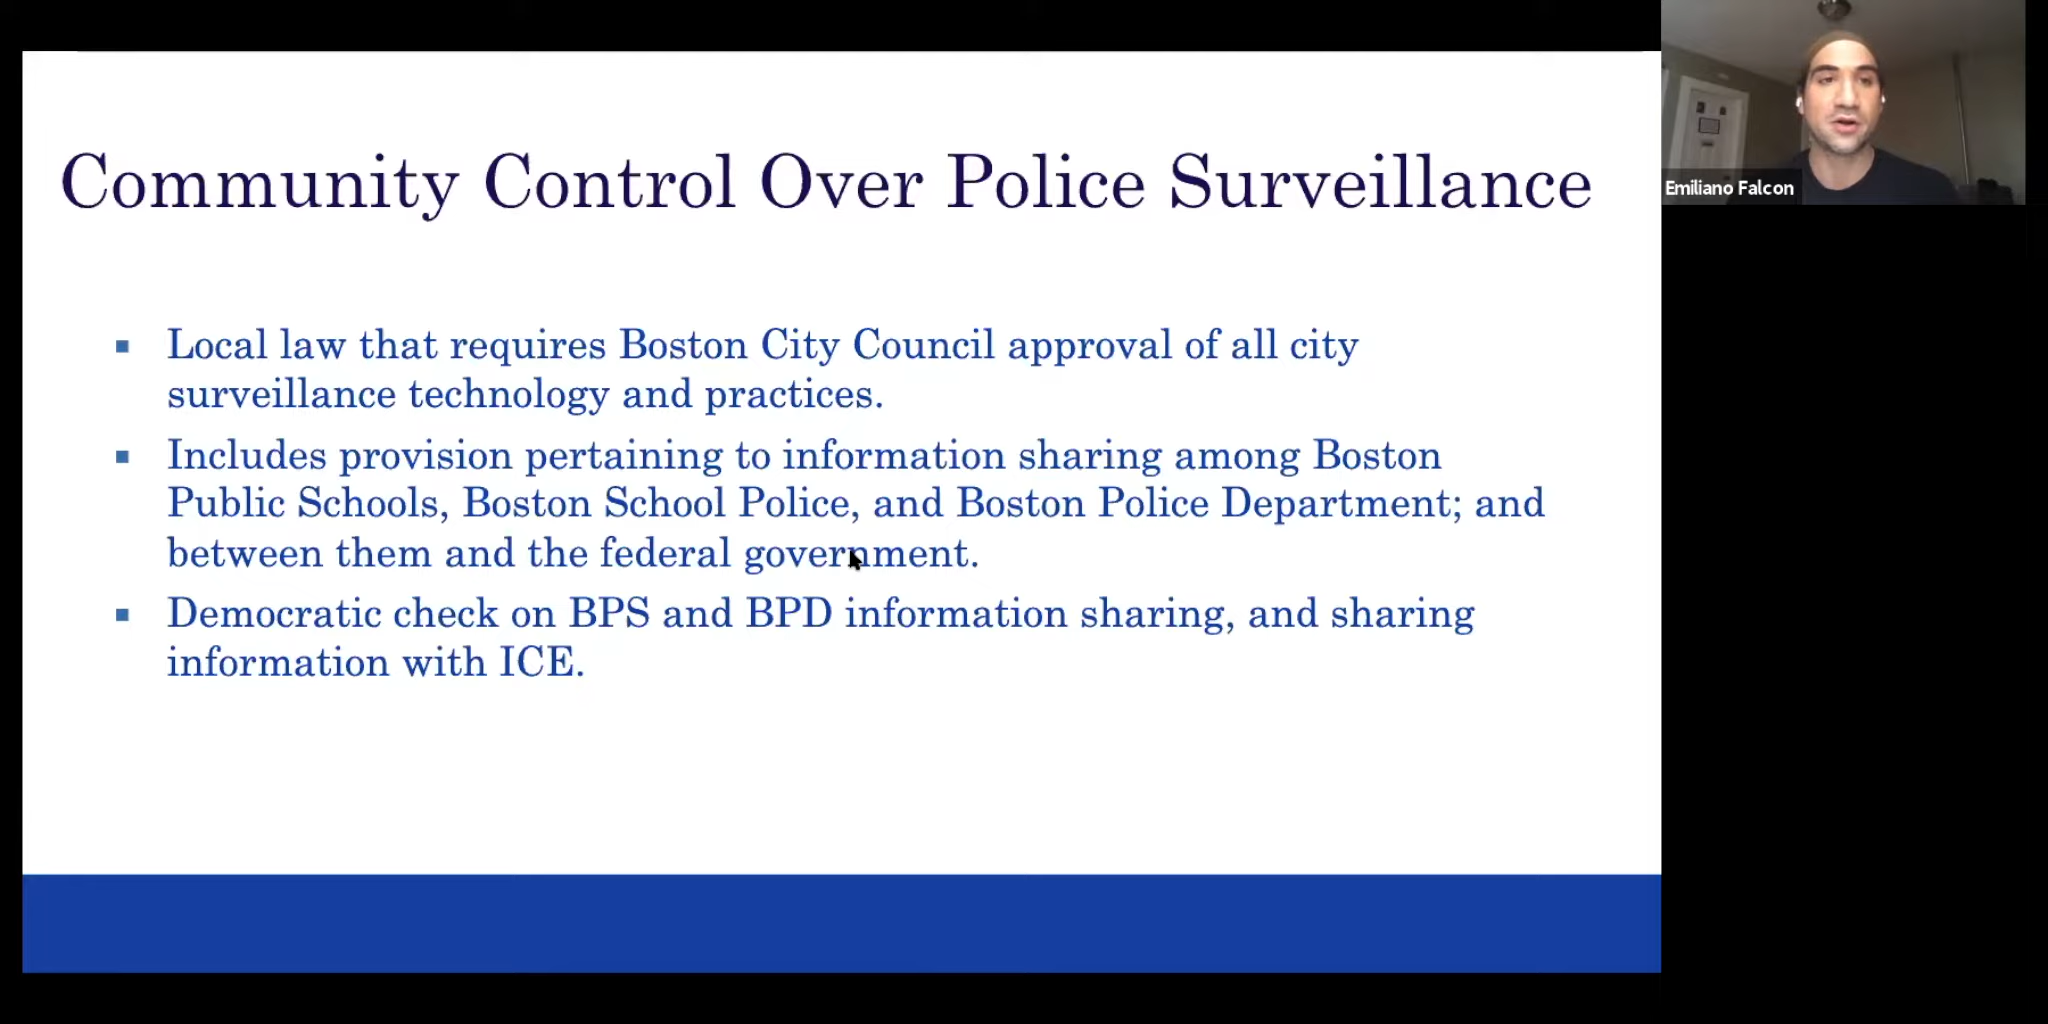 Community Control Over Police Surveillance
Local law that requires Boston City Council approval of all city
surveillance technology and practices.
Includes provision pertaining to information sharing among Boston
Public Schools, Boston School Police, and Boston Police Department; and
between them and the federal government.
Democratic check on BPS and BPD information sharing, and sharing
information with ICE.
Emiliano Falcon